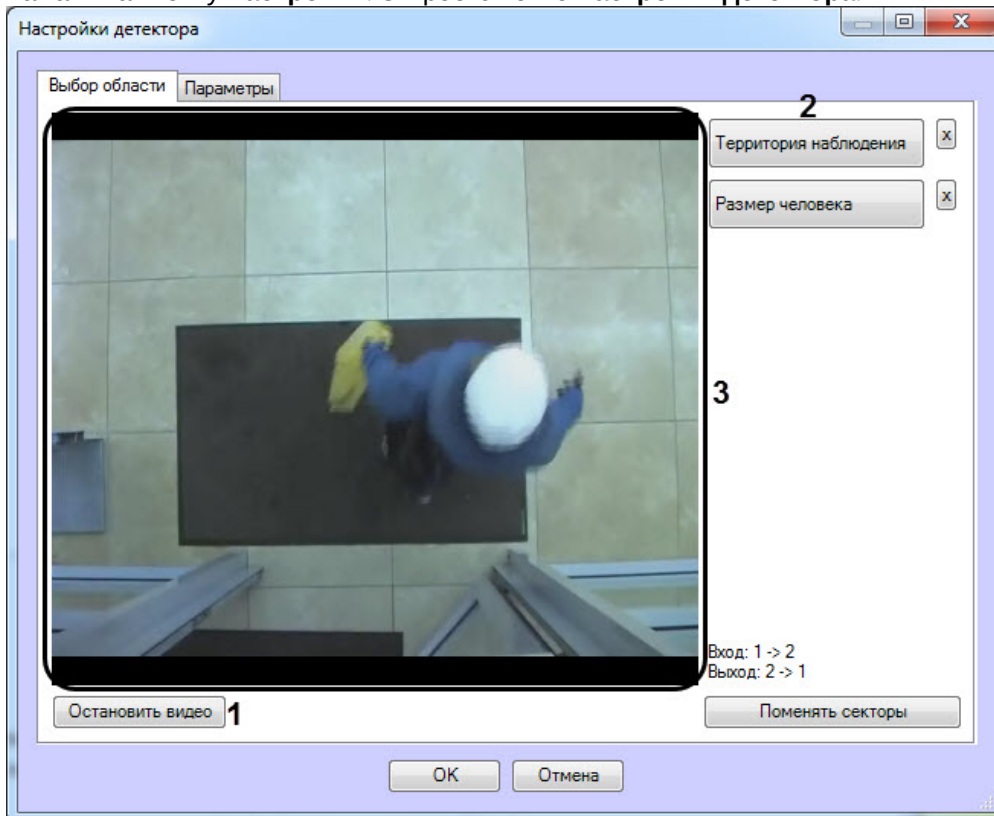 Настройки детектора
Выбор области
Параметры
2
Территория наблюдения
x
Размер человека
x
3
Вход: 1 -> 2
Выход: 2 -> 1
Остановить видео
1
Поменять секторы
OK
Отмена